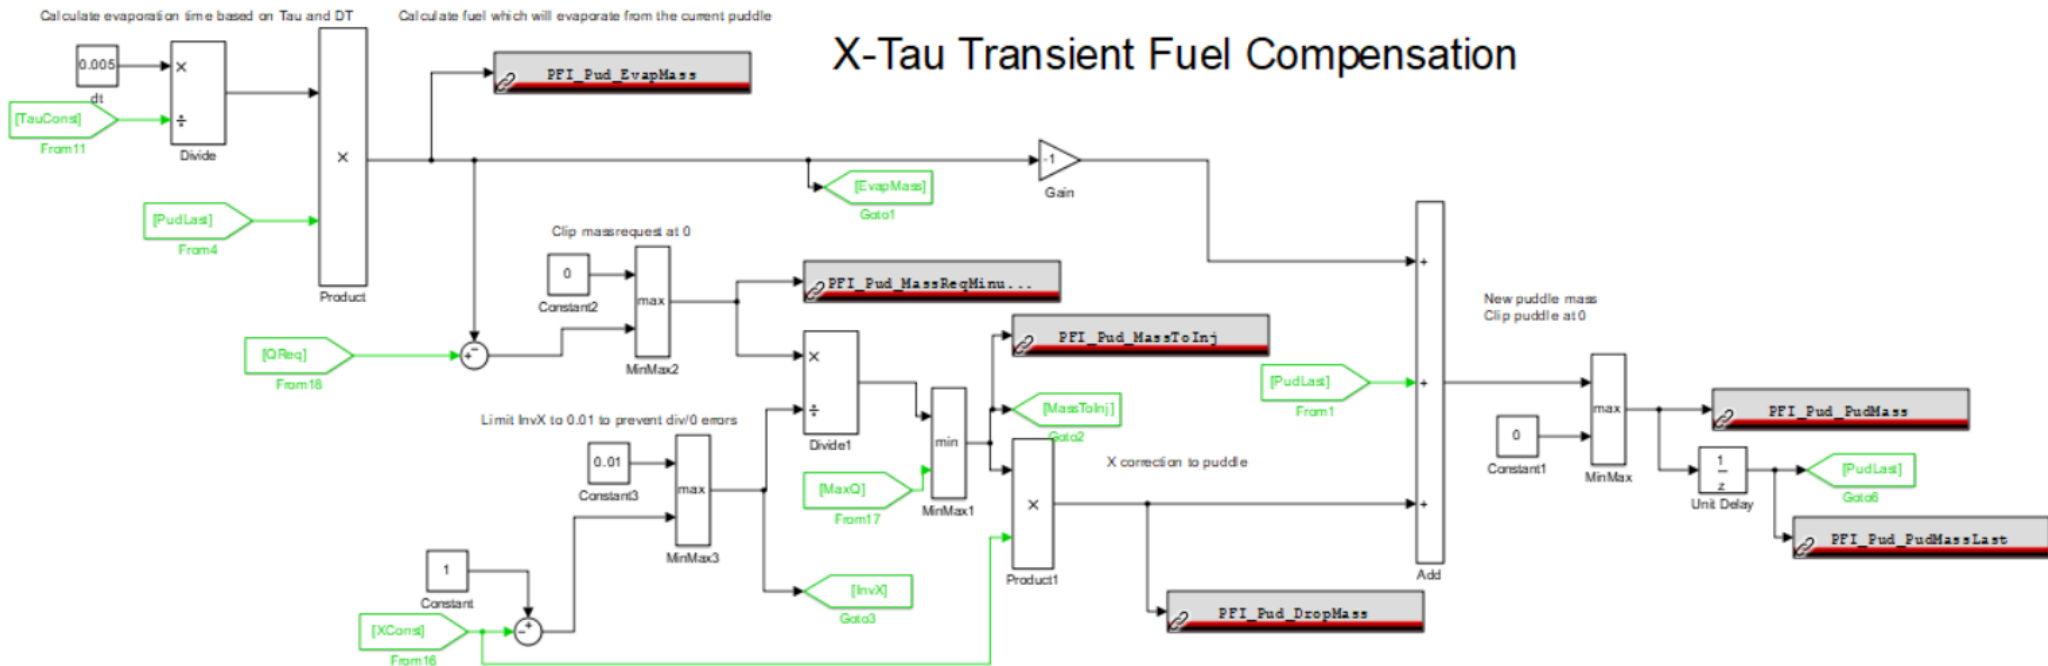 Calculate evaporation time based on Tau and DT
Calculate fuel which will evaporate from the current puddle
X-Tau Transient Fuel Compensation
0.005
dt
×
÷
Divide
[TauConst]
From11
[PudLast]
From4
×
Product
PFI_Pud_EvapMass
[EvapMass]
Goto1
-1
Gain
Clip massrequest at 0
0
Constant2
max
MinMax2
PFI_Pud_MassReqMinu...
[QReq]
From18
+
−
×
÷
Divide1
PFI_Pud_MassToInj
[MassToInj]
Goto2
Limit InvX to 0.01 to prevent div/0 errors
0.01
Constant3
max
MinMax3
[MaxQ]
From17
min
MinMax1
X correction to puddle
×
Product1
1
Constant
[XConst]
From16
−
+
[InvX]
Goto3
PFI_Pud_DropMass
[PudLast]
From1
+
+
+
Add
New puddle mass
Clip puddle at 0
0
Constant1
max
MinMax
PFI_Pud_PudMass
1
z
Unit Delay
[PudLast]
Goto6
PFI_Pud_PudMassLast